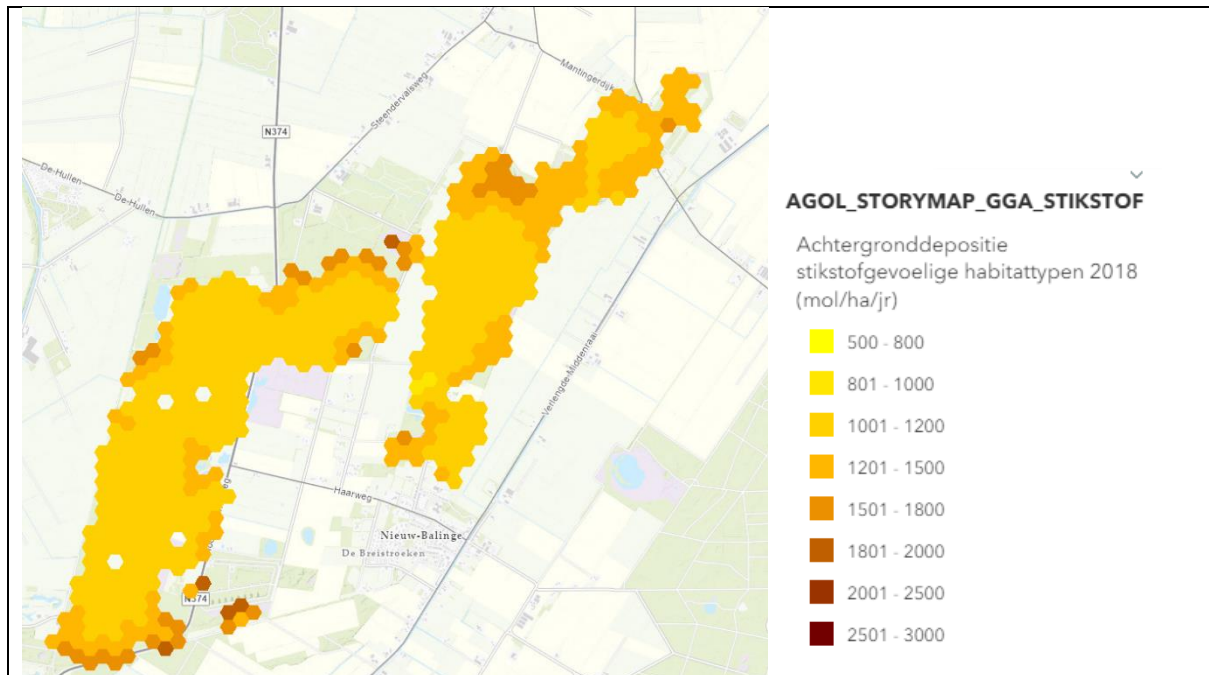 Mantingerdijk
Steendervalsweg
N374
De-Hullen
De-Hullen
Verlengde-Middenraai
Haarweg
Nieuw-Balinge
De Breistroeken
N374
AGOL_STORYMAP_GGA_STIKSTOF
Achtergronddepositie
stikstofgevoelige habitattypen 2018
(mol/ha/jr)
500 - 800
801 - 1000
1001 - 1200
1201 - 1500
1501 - 1800
1801 - 2000
2001 - 2500
2501 - 3000